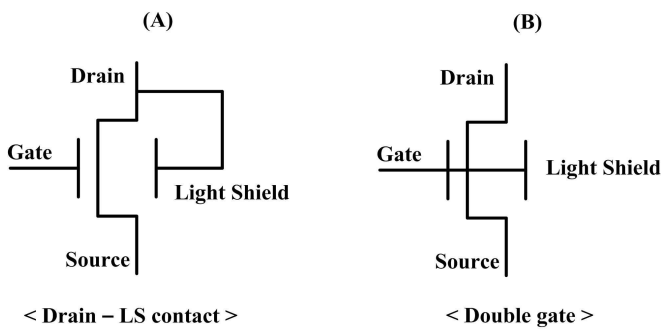 (A)
Drain
Gate
Light Shield
Source
< Drain – LS contact >
(B)
Drain
Gate
Light Shield
Source
< Double gate >